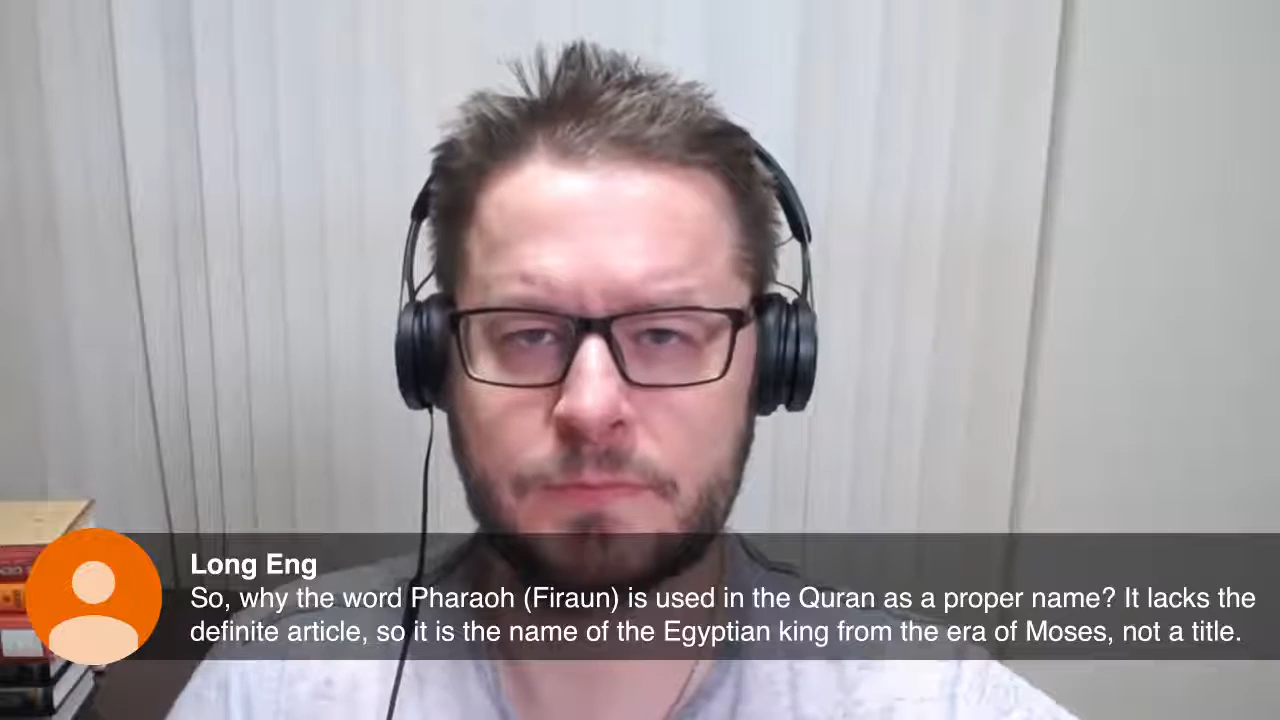 Long Eng
So, why the word Pharaoh (Firaun) is used in the Quran as a proper name? It lacks the
definite article, so it is the name of the Egyptian king from the era of Moses, not a title.